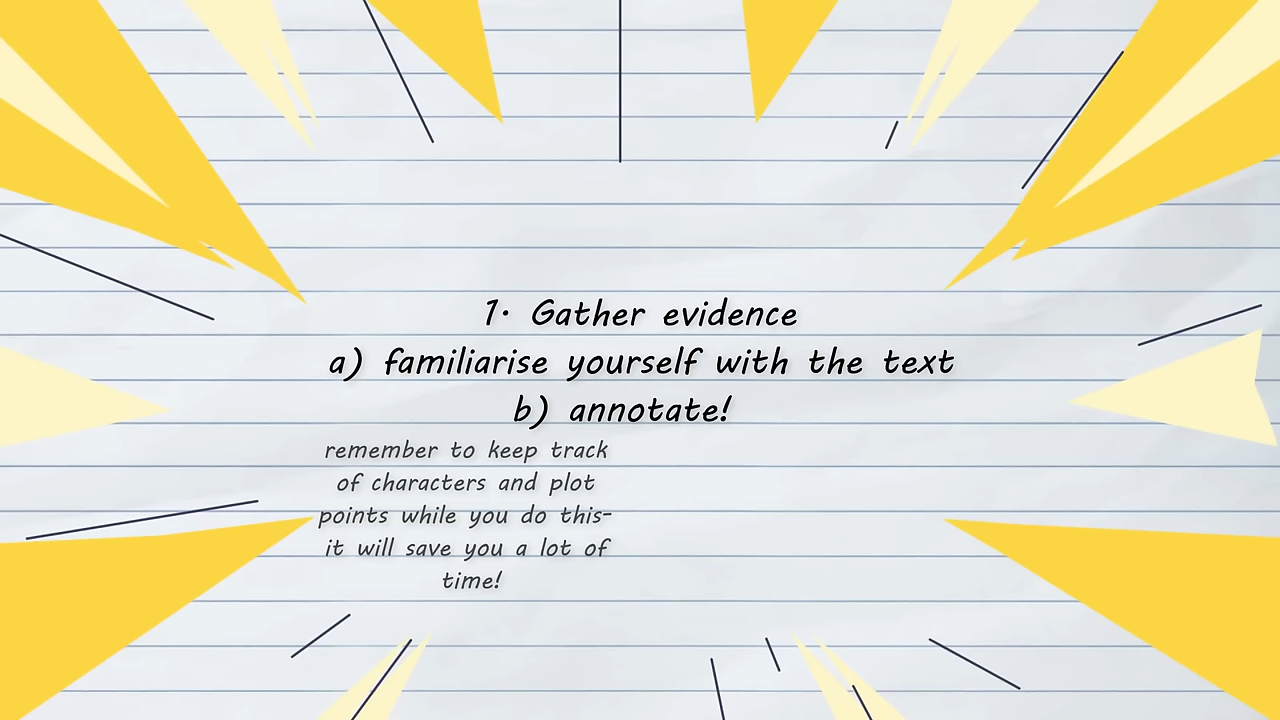 1. Gather evidence
a) familiarise yourself with the text
b) annotate!
remember to keep track
of characters and plot
points while you do this-
it will save you a lot of
time!